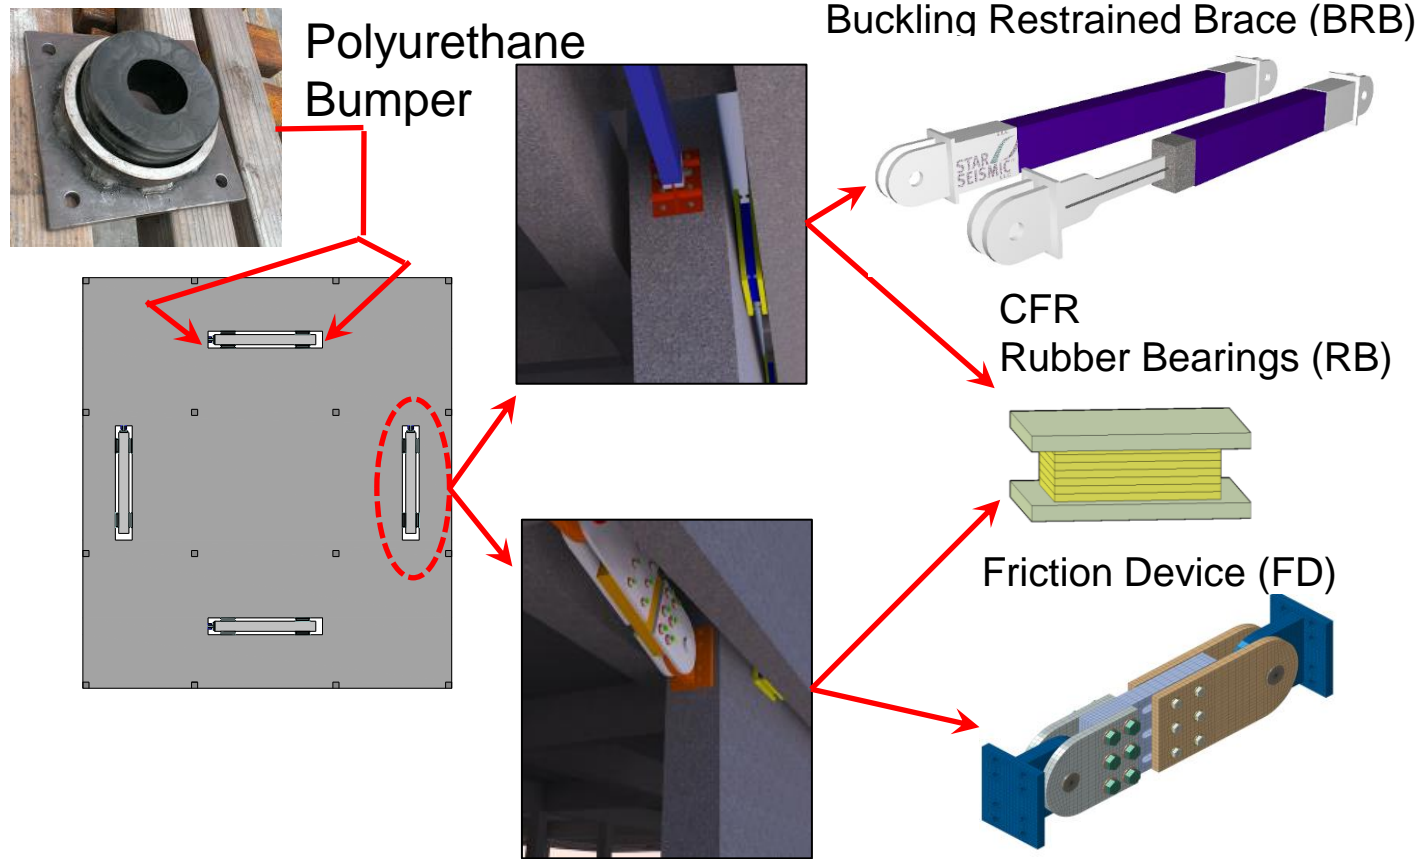 Polyurethane
Bumper
Buckling Restrained Brace (BRB)
STAR
SEISMIC
CFR
Rubber Bearings (RB)
Friction Device (FD)